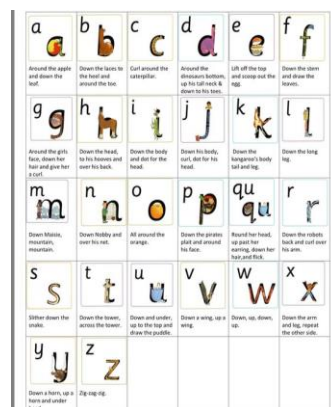 a b c d e f
Around the apple
and down the
leaf.
Down the laces to
the heel and
around the toe.
Curl around the
caterpillar.
Around the
dinosaurs bottom,
up his tail neck &
down to his toes.
Lift off the top
and scoop out the
egg.
Down the stem
and draw the
leaves.
g h i j k l
Around the girls
face, down her
hair and give her
a curl.
Down the head,
to his hooves and
over his back.
Down the body
and dot for the
head.
Down his body,
curl, dot for his
head.
Down the
kangaroo's body
tail and leg.
Down the long
leg.
m n o p qu r
Down Maisie,
mountain,
mountain.
Down Nobby and
over his net.
All around the
orange.
Down the pirates
plait and around
his face.
Round her head,
up past her
earring, down her
hair,and flick.
Down the robots
back and curl over
his arm.
s t u v w x
Slither down the
snake.
Down the tower,
across the tower.
Down and under,
up to the top and
draw the puddle.
Down a wing, up a
wing.
Down, up, down,
up.
Down the arm
and leg, repeat
the other side.
y z
Down a horn, up a
horn and under
Zig-zag-zig.